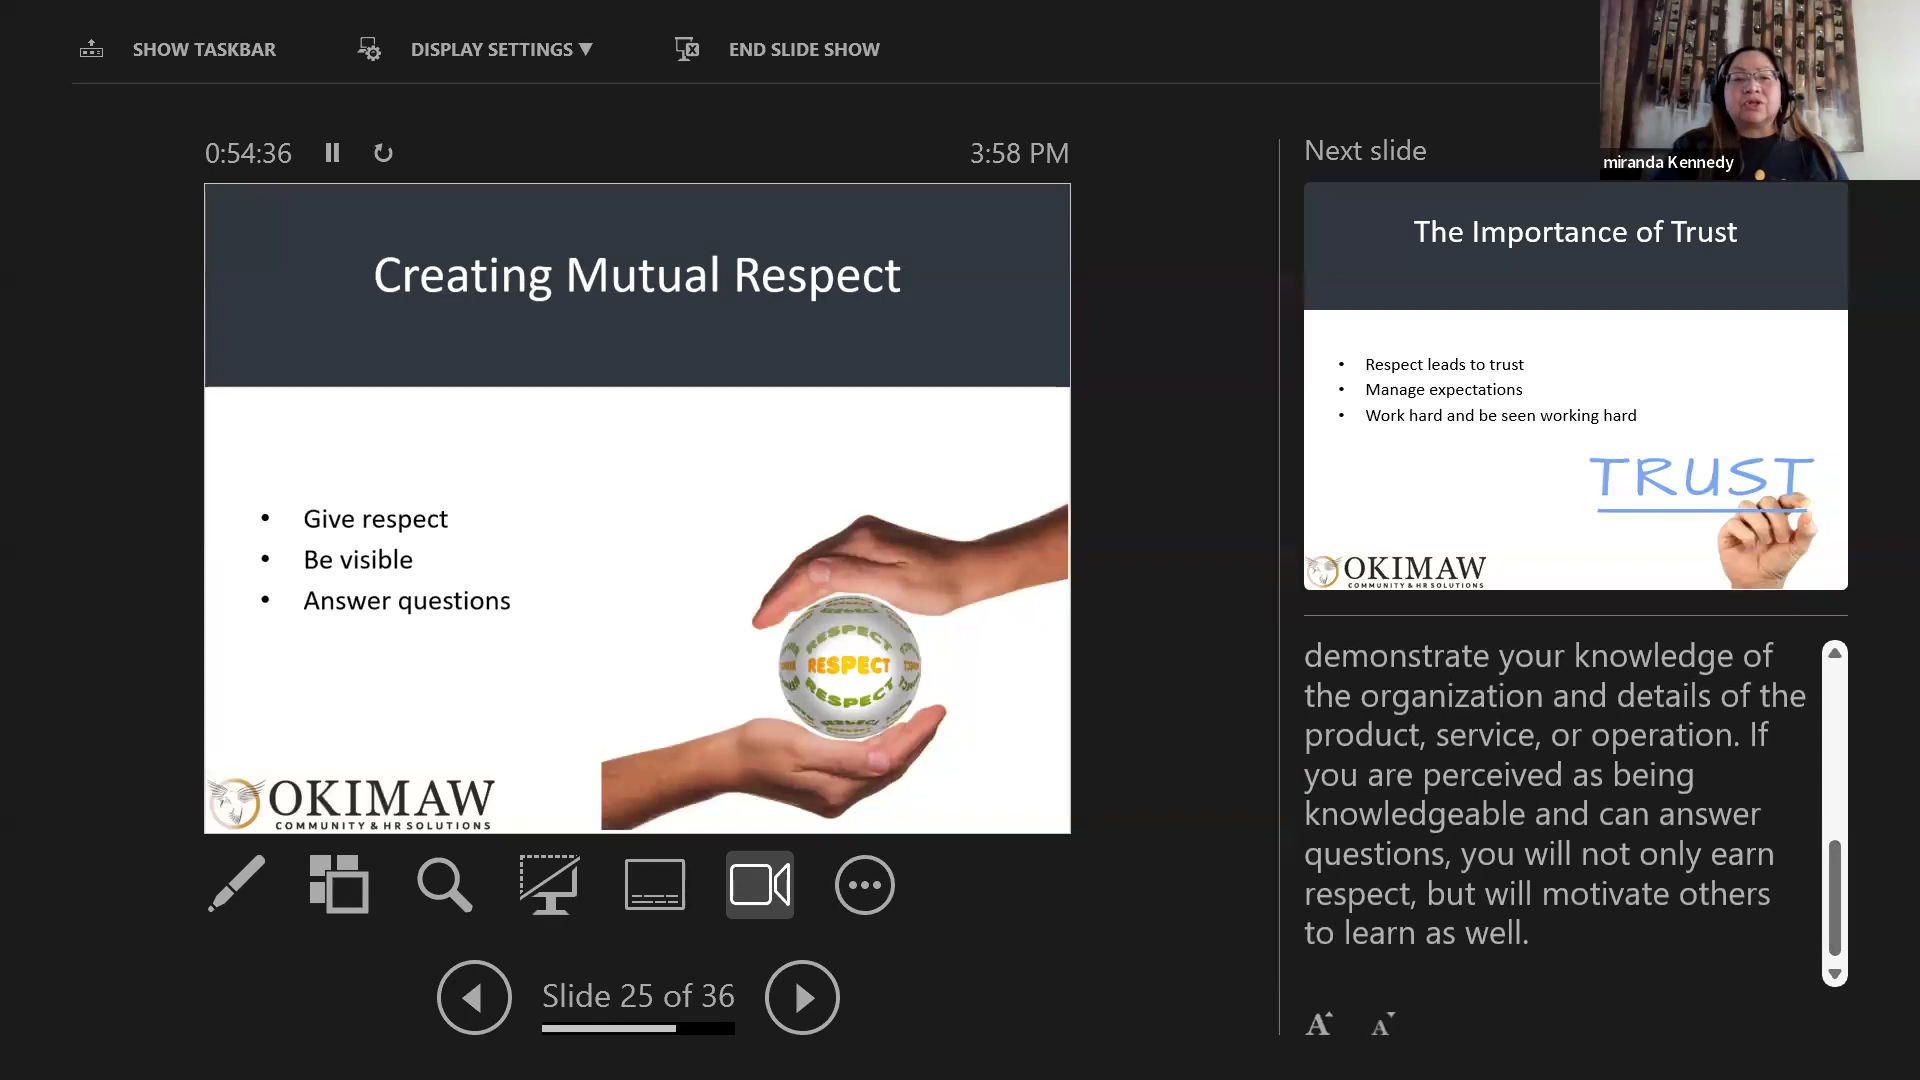 SHOW TASKBAR
DISPLAY SETTINGS ▼
END SLIDE SHOW
miranda Kennedy
0:54:36
3:58 PM
Creating Mutual Respect
• Give respect
• Be visible
• Answer questions
RESPECT
RESPECT
RESPECT
OKIMAW
COMMUNITY & HR SOLUTIONS
Slide 25 of 36
Next slide
The Importance of Trust
• Respect leads to trust
• Manage expectations
• Work hard and be seen working hard
TRUST
OKIMAW
COMMUNITY & HR SOLUTIONS
demonstrate your knowledge of
the organization and details of the
product, service, or operation. If
you are perceived as being
knowledgeable and can answer
questions, you will not only earn
respect, but will motivate others
to learn as well.
A
A